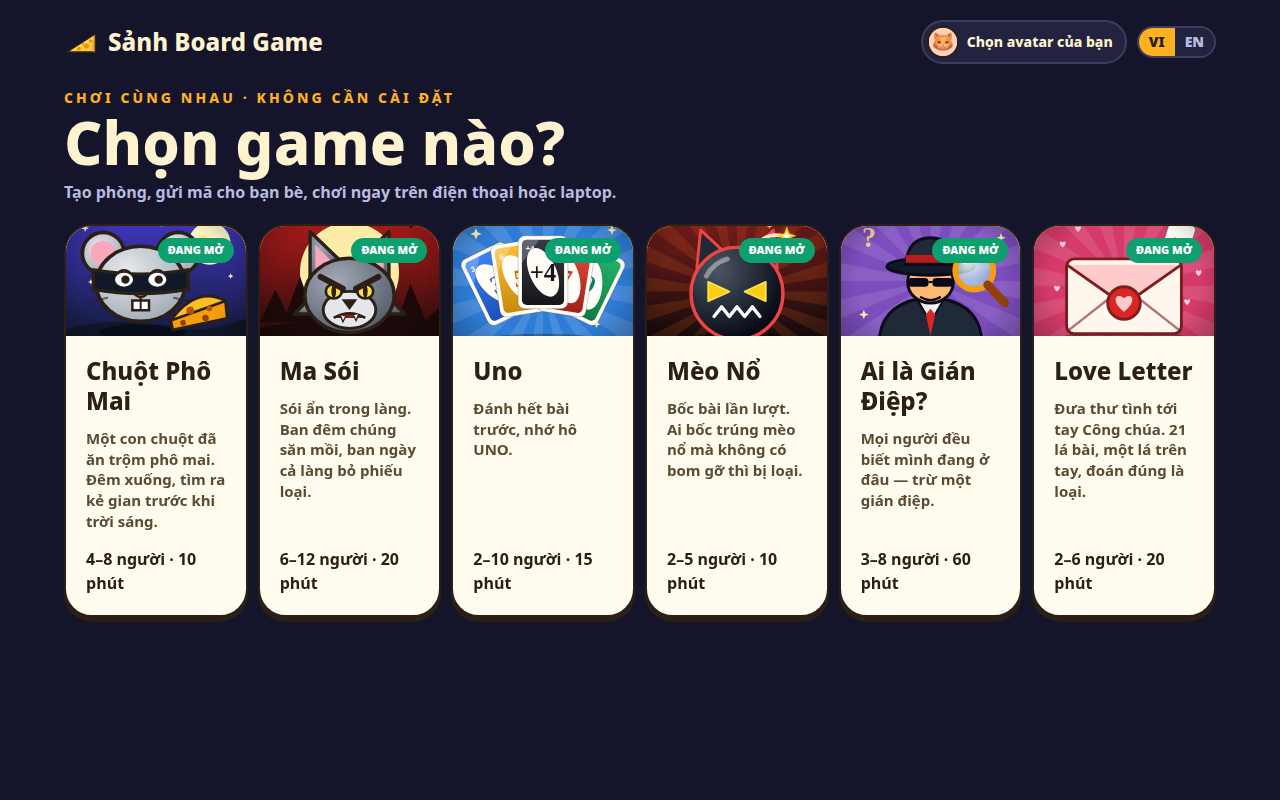 Sảnh Board Game
Chọn avatar của bạn
VI EN
CHƠI CÙNG NHAU · KHÔNG CẦN CÀI ĐẶT
Chọn game nào?
Tạo phòng, gửi mã cho bạn bè, chơi ngay trên điện thoại hoặc laptop.
ĐANG MỞ
Chuột Phô
Mai
Một con chuột đã
ăn trộm phô mai.
Đêm xuống, tìm ra
kẻ gian trước khi
trời sáng.
4–8 người · 10
phút
ĐANG MỞ
Ma Sói
Sói ẩn trong làng.
Ban đêm chúng
săn mồi, ban ngày
cả làng bỏ phiếu
loại.
6–12 người · 20
phút
+4
ĐANG MỞ
Uno
Đánh hết bài
trước, nhớ hô
UNO.
2–10 người · 15
phút
ĐANG MỞ
Mèo Nổ
Bốc bài lần lượt.
Ai bốc trúng mèo
nổ mà không có
bom gỡ thì bị loại.
2–5 người · 10
phút
?
ĐANG MỞ
Ai là Gián
Điệp?
Mọi người đều
biết mình đang ở
đâu — trừ một
gián điệp.
3–8 người · 60
phút
ĐANG MỞ
Love Letter
Đưa thư tình tới
tay Công chúa. 21
lá bài, một lá trên
tay, đoán đúng là
loại.
2–6 người · 20
phút